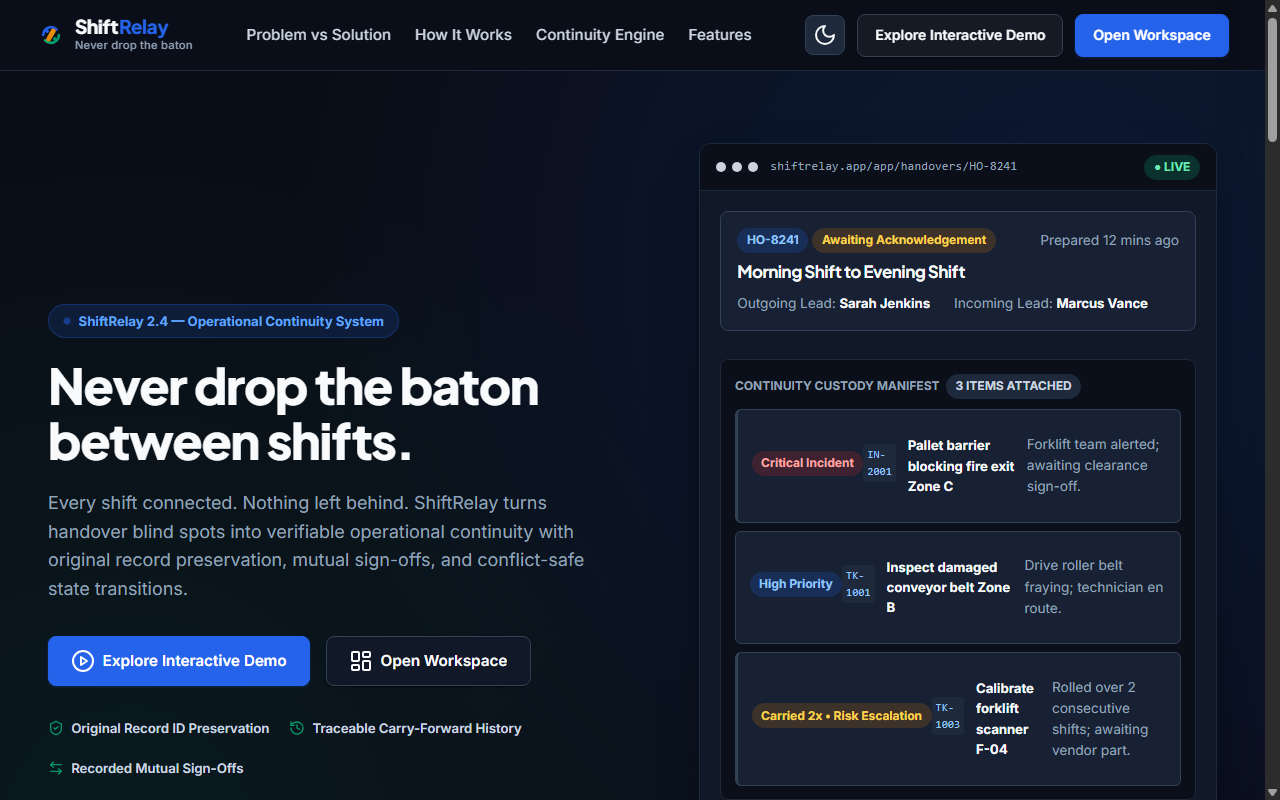 ShiftRelay
Never drop the baton
Problem vs Solution
How It Works
Continuity Engine
Features
Explore Interactive Demo
Open Workspace
ShiftRelay 2.4 — Operational Continuity System
Never drop the baton
between shifts.
Every shift connected. Nothing left behind. ShiftRelay turns
handover blind spots into verifiable operational continuity with
original record preservation, mutual sign-offs, and conflict-safe
state transitions.
Explore Interactive Demo
Open Workspace
Original Record ID Preservation
Traceable Carry-Forward History
Recorded Mutual Sign-Offs
shiftrelay.app/app/handovers/HO-8241
• LIVE
HO-8241
Awaiting Acknowledgement
Prepared 12 mins ago
Morning Shift to Evening Shift
Outgoing Lead: Sarah Jenkins
Incoming Lead: Marcus Vance
CONTINUITY CUSTODY MANIFEST
3 ITEMS ATTACHED
Critical Incident
IN-
2001
Pallet barrier
blocking fire exit
Zone C
Forklift team alerted;
awaiting clearance
sign-off.
High Priority
TK-
1001
Inspect damaged
conveyor belt Zone
B
Drive roller belt
fraying; technician en
route.
Carried 2x • Risk Escalation
TK-
1003
Calibrate
forklift
scanner
F-04
Rolled over 2
consecutive
shifts; awaiting
vendor part.